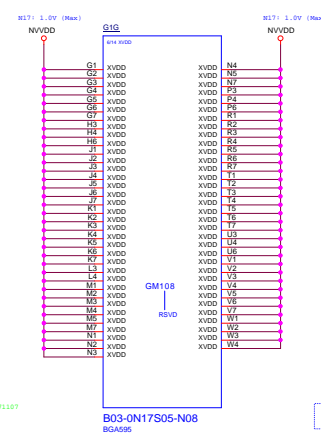 N17: 1.0V (Max) N17: 1.0V (Max
NVVDD G1G NVVDD
6/14 XVDD
G1 XVDD XVDD N4
G2 XVDD XVDD N5
G3 XVDD XVDD N7
G4 XVDD XVDD P3
G5 XVDD XVDD P4
G6 XVDD XVDD P6
G7 XVDD XVDD R1
H3 XVDD XVDD R2
H4 XVDD XVDD R3
H6 XVDD XVDD R4
J1 XVDD XVDD R5
J2 XVDD XVDD R6
J3 XVDD XVDD R7
J4 XVDD XVDD T1
J5 XVDD XVDD T2
J6 XVDD XVDD T3
J7 XVDD XVDD T4
K1 XVDD XVDD T5
K2 XVDD XVDD T6
K3 XVDD XVDD T7
K4 XVDD XVDD U3
K5 XVDD XVDD U4
K6 XVDD XVDD U6
K7 XVDD XVDD V1
L3 XVDD XVDD V2
L4 XVDD XVDD V3
M1 XVDD GM108 XVDD V4
M2 XVDD XVDD V5
M3 XVDD XVDD V6
M4 XVDD RSVD XVDD V7
M5 XVDD XVDD W1
M7 XVDD XVDD W2
N1 XVDD XVDD W3
N2 XVDD XVDD W4
N3 XVDD
B03-0N17S05-N08
BGA595